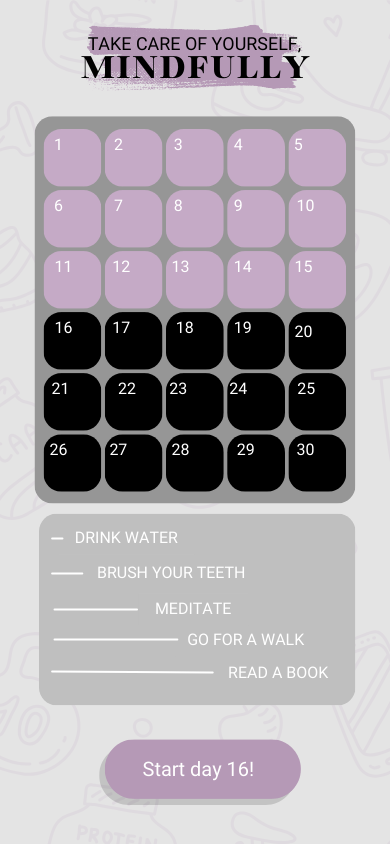 TAKE CARE OF YOURSELF,
MINDFULLY
1 2 3 4 5
6 7 8 9 10
11 12 13 14 15
16 17 18 19 20
21 22 23 24 25
26 27 28 29 30
DRINK WATER
BRUSH YOUR TEETH
MEDITATE
GO FOR A WALK
READ A BOOK
10
Start day 16!
PROTEIN